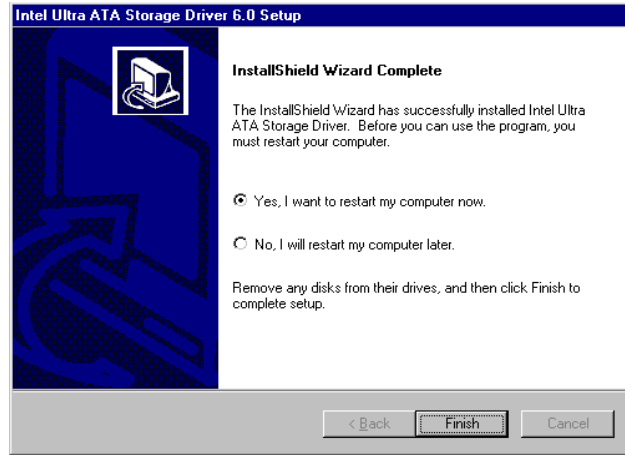 Intel Ultra ATA Storage Driver 6.0 Setup
InstallShield Wizard Complete
The InstallShield Wizard has successfully installed Intel Ultra
ATA Storage Driver. Before you can use the program, you
must restart your computer.
Yes, I want to restart my computer now.
No, I will restart my computer later.
Remove any disks from their drives, and then click Finish to
complete setup.
< Back Finish Cancel